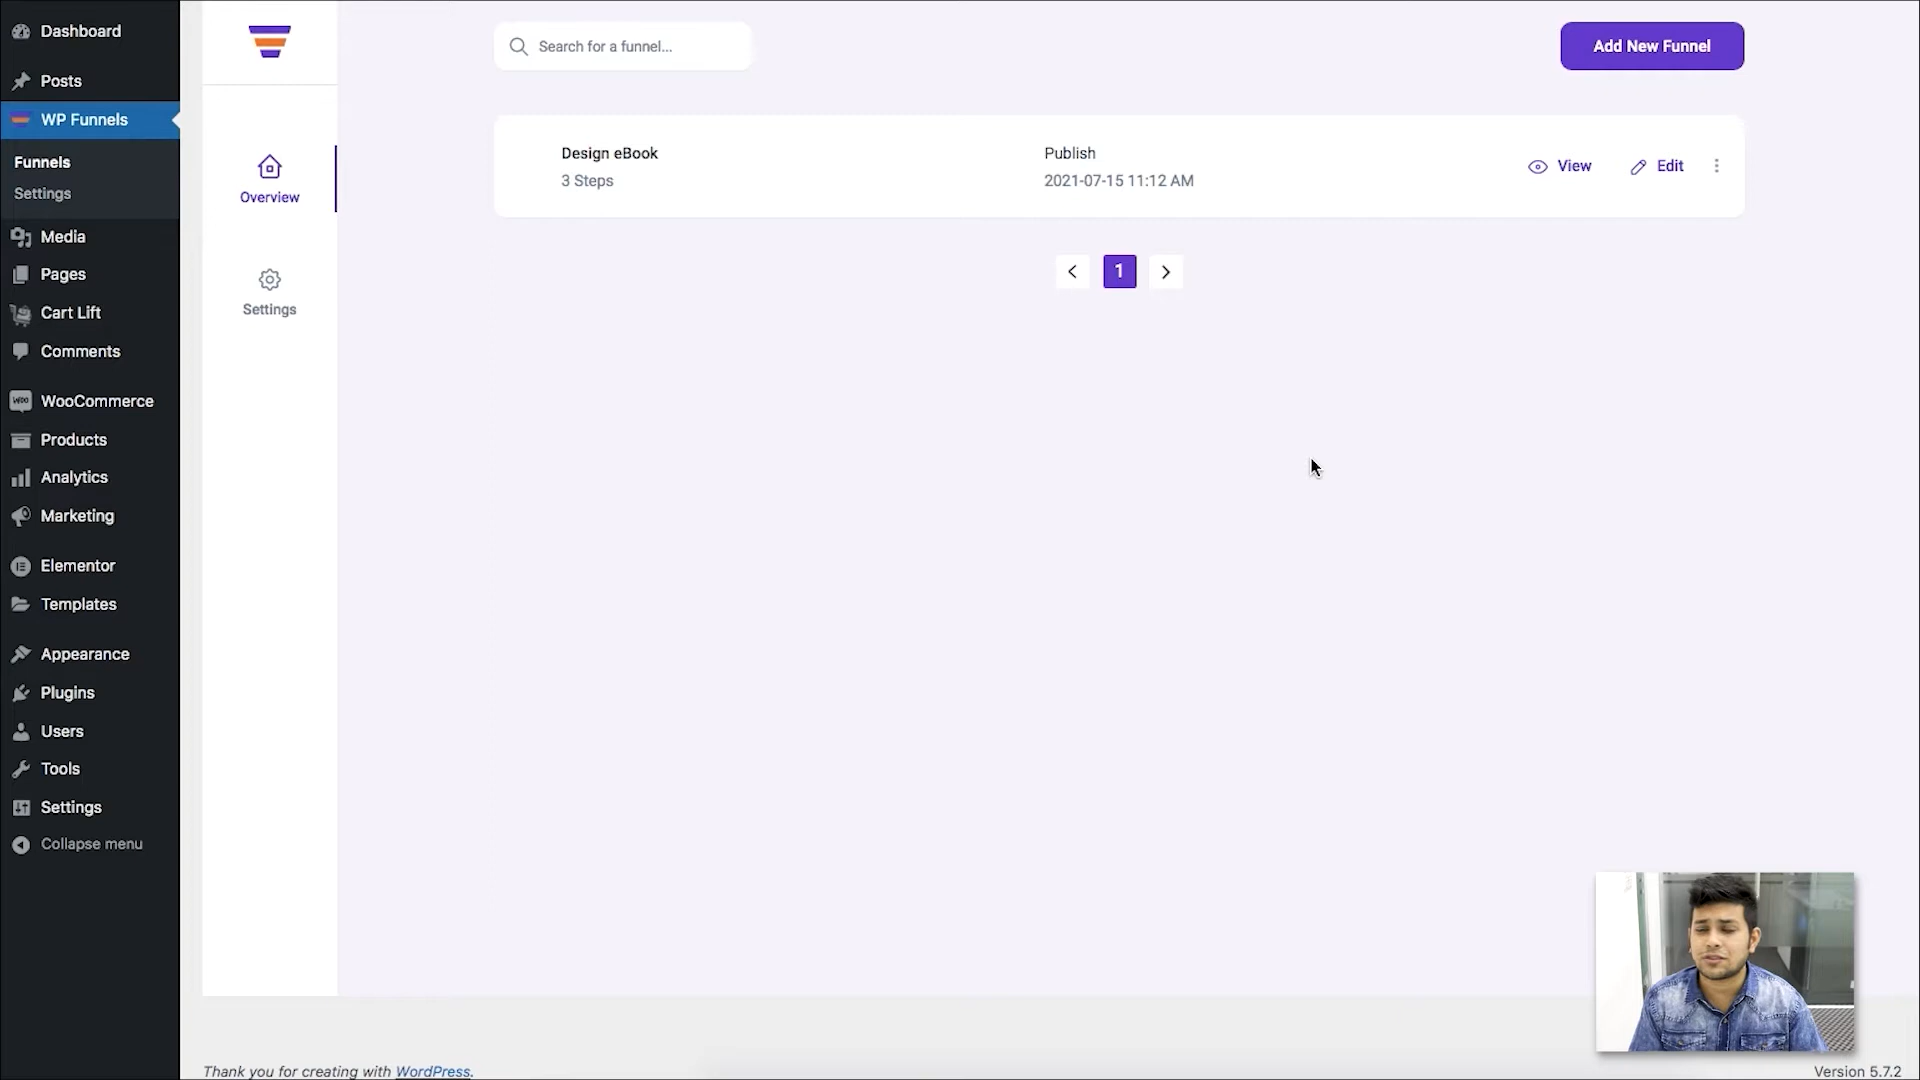 Dashboard
Posts
WP Funnels
Funnels
Settings
Media
Pages
Cart Lift
Comments
WooCommerce
Products
Analytics
Marketing
Elementor
Templates
Appearance
Plugins
Users
Tools
Settings
Collapse menu
Overview
Settings
Search for a funnel...
Add New Funnel
Design eBook
3 Steps
Publish
2021-07-15 11:12 AM
View
Edit
1
Thank you for creating with WordPress.
Version 5.7.2